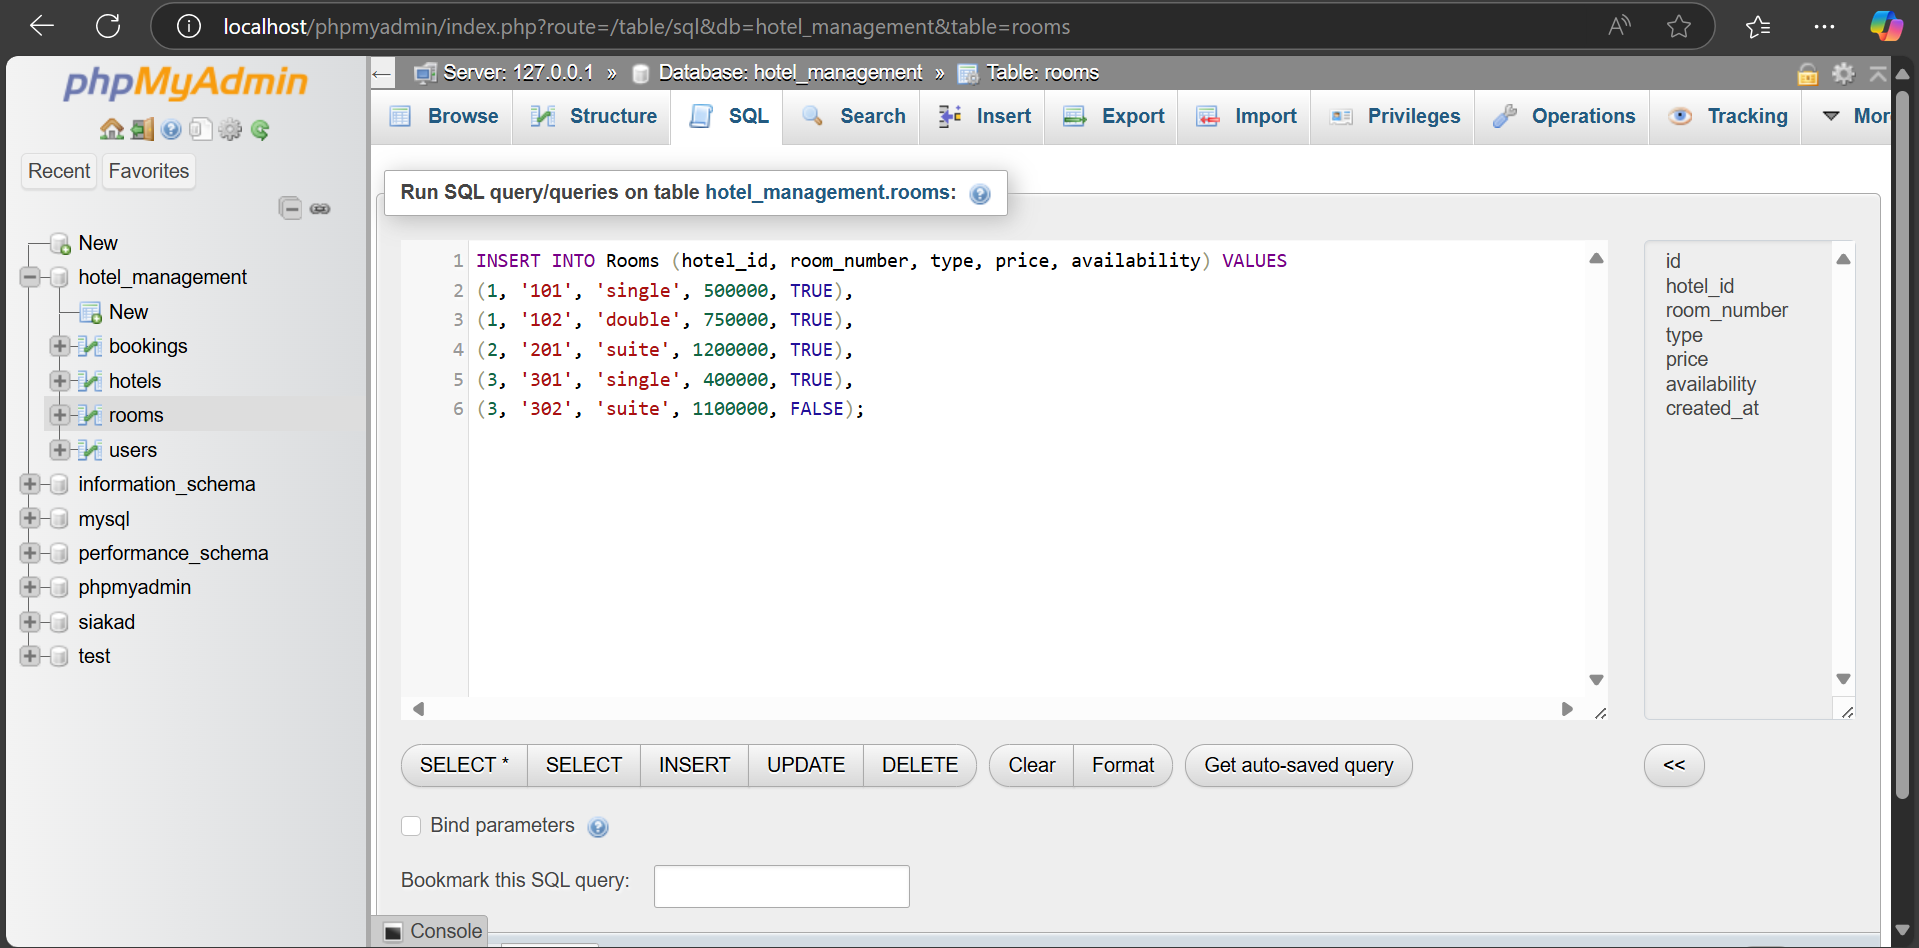 localhost/phpmyadmin/index.php?route=/table/sql&db=hotel_management&table=rooms
phpMyAdmin
Recent
Favorites
New
hotel_management
New
bookings
hotels
rooms
users
information_schema
mysql
performance_schema
phpmyadmin
siakad
test
Server: 127.0.0.1 » Database: hotel_management » Table: rooms
Browse
Structure
SQL
Search
Insert
Export
Import
Privileges
Operations
Tracking
Mor
Run SQL query/queries on table hotel_management.rooms:
1 INSERT INTO Rooms (hotel_id, room_number, type, price, availability) VALUES
2 (1, '101', 'single', 500000, TRUE),
3 (1, '102', 'double', 750000, TRUE),
4 (2, '201', 'suite', 1200000, TRUE),
5 (3, '301', 'single', 400000, TRUE),
6 (3, '302', 'suite', 1100000, FALSE);
id
hotel_id
room_number
type
price
availability
created_at
SELECT *
SELECT
INSERT
UPDATE
DELETE
Clear
Format
Get auto-saved query
<<
Bind parameters
Bookmark this SQL query:
Console